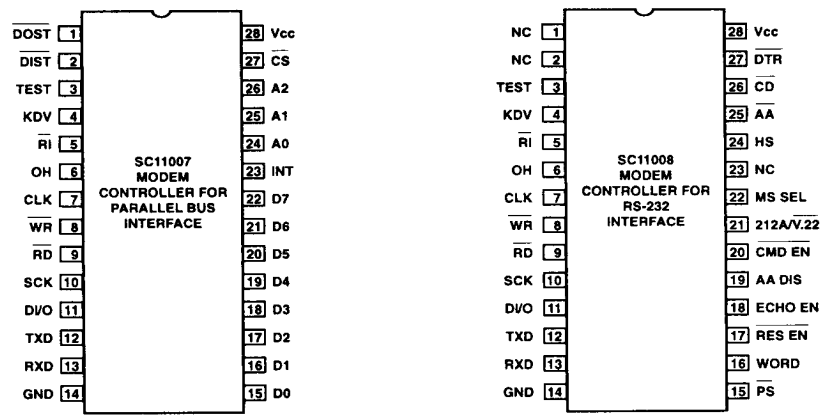 DOST 1
DIST 2
TEST 3
KDV 4
RI 5
OH 6
CLK 7
WR 8
RD 9
SCK 10
DI/O 11
TXD 12
RXD 13
GND 14
SC11007
MODEM
CONTROLLER FOR
PARALLEL BUS
INTERFACE
28 Vcc
27 CS
26 A2
25 A1
24 A0
23 INT
22 D7
21 D6
20 D5
19 D4
18 D3
17 D2
16 D1
15 D0
NC 1
NC 2
TEST 3
KDV 4
RI 5
OH 6
CLK 7
WR 8
RD 9
SCK 10
DI/O 11
TXD 12
RXD 13
GND 14
SC11008
MODEM
CONTROLLER FOR
RS-232
INTERFACE
28 Vcc
27 DTR
26 CD
25 AA
24 HS
23 NC
22 MS SEL
21 212A/V.22
20 CMD EN
19 AA DIS
18 ECHO EN
17 RES EN
16 WORD
15 PS